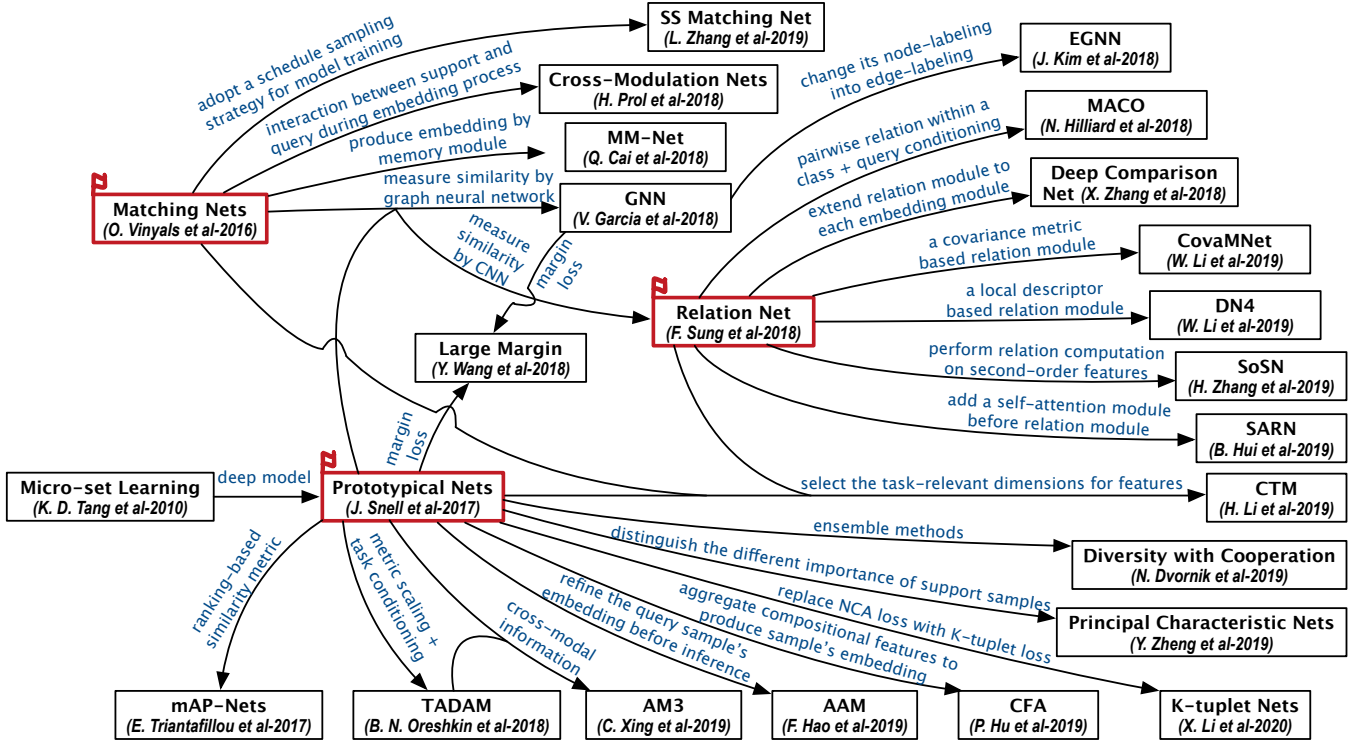 SS Matching Net
(L. Zhang et al-2019)
adopt a schedule sampling
strategy for model training
EGNN
(J. Kim et al-2018)
change its node-labeling
into edge-labeling
Cross-Modulation Nets
(H. Prol et al-2018)
interaction between support and
query during embedding process
MACO
(N. Hilliard et al-2018)
pairwise relation within a
class + query conditioning
MM-Net
(Q. Cai et al-2018)
produce embedding by
memory module
Deep Comparison
Net (X. Zhang et al-2018)
extend relation module to
each embedding module
measure similarity by
graph neural network
GNN
(V. Garcia et al-2018)
Matching Nets
(O. Vinyals et al-2016)
measure
similarity
by CNN
margin
loss
a covariance metric
based relation module
CovaMNet
(W. Li et al-2019)
Relation Net
(F. Sung et al-2018)
a local descriptor
based relation module
DN4
(W. Li et al-2019)
Large Margin
(Y. Wang et al-2018)
perform relation computation
on second-order features
SoSN
(H. Zhang et al-2019)
add a self-attention module
before relation module
SARN
(B. Hui et al-2019)
margin
loss
Micro-set Learning
(K. D. Tang et al-2010)
deep model
Prototypical Nets
(J. Snell et al-2017)
select the task-relevant dimensions for features
CTM
(H. Li et al-2019)
ensemble methods
Diversity with Cooperation
(N. Dvornik et al-2019)
distinguish the different importance of support samples
Principal Characteristic Nets
(Y. Zheng et al-2019)
ranking-based
similarity metric
metric scaling +
task conditioning
cross-modal
information
refine the query sample's
embedding before inference
aggregate compositional features to
produce sample's embedding
replace NCA loss with K-tuplet loss
mAP-Nets
(E. Triantafillou et al-2017)
TADAM
(B. N. Oreshkin et al-2018)
AM3
(C. Xing et al-2019)
AAM
(F. Hao et al-2019)
CFA
(P. Hu et al-2019)
K-tuplet Nets
(X. Li et al-2020)